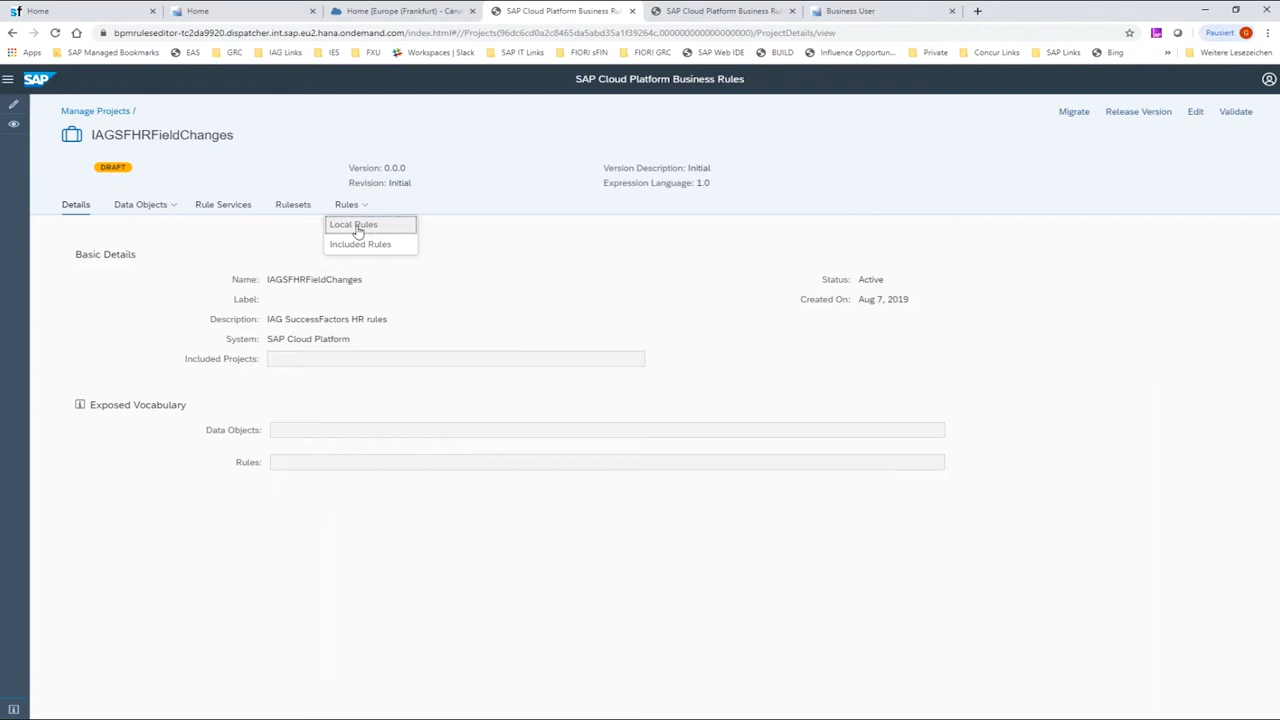 Home
Home
Home [Europe (Frankfurt) - Can
SAP Cloud Platform Business Rules
SAP Cloud Platform Business Rul
Business User
bpmruleseditor-tc2da9920.dispatcher.int.sap.eu2.hana.ondemand.com/index.html#//Projects(96dc6cd0a2c8465da5abd35a1f39264c,00000000000000000000)/ProjectDetails/view
Pausiert
Apps
SAP Managed Bookmarks
EAS
GRC
IAG Links
IES
FXU
Workspaces | Slack
SAP IT Links
FIORI sFIN
FIORI GRC
SAP Web IDE
BUILD
Influence Opportun...
Private
Concur Links
SAP Links
Bing
»
Weitere Lesezeichen
SAP
SAP Cloud Platform Business Rules
Manage Projects /
Migrate
Release Version
Edit
Validate
IAGSFHRFieldChanges
DRAFT
Version: 0.0.0
Version Description: Initial
Revision: Initial
Expression Language: 1.0
Details
Data Objects
Rule Services
Rulesets
Rules
Local Rules
Included Rules
Basic Details
Name: IAGSFHRFieldChanges
Status: Active
Label:
Created On: Aug 7, 2019
Description: IAG SuccessFactors HR rules
System: SAP Cloud Platform
Included Projects:
Exposed Vocabulary
Data Objects:
Rules: